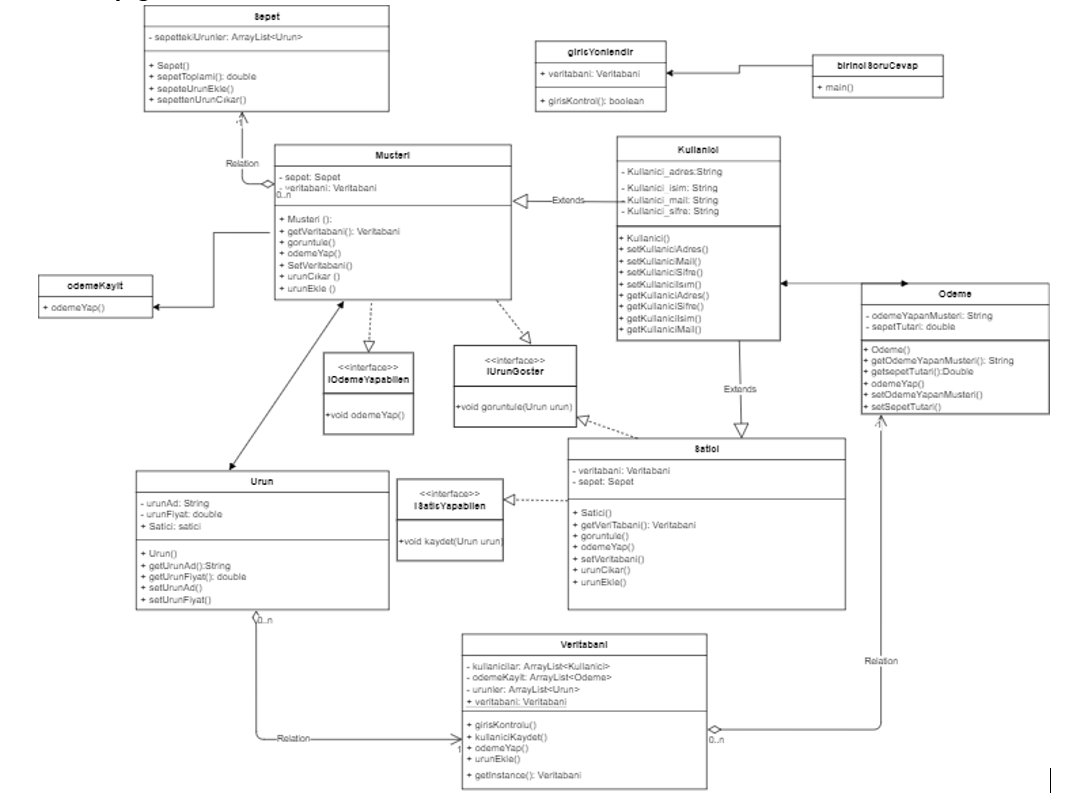 Sepet
- sepettekiUrunler: ArrayList<Urun>
+ Sepet()
+ sepetToplami(): double
+ sepeteUrunEkle()
+ sepettenUrunCıkar()
girisYonlendir
+ veritabani: Veritabani
+ girisKontrol(): boolean
birinciSoruCevap
+ main()
1
Relation
0..n
Musteri
- sepet: Sepet
- veritabani: Veritabani
+ Musteri ():
+ getVeritabani(): Veritabani
+ goruntule()
+ odemeYap()
+ SetVeritabani()
+ urunCıkar ()
+ urunEkle ()
Extends
Kullanici
- Kullanici_adres:String
- Kullanici_isim: String
- Kullanici_mail: String
- Kullanici_sifre: String
+ Kullanici()
+ setKullaniciAdres()
+ setKullaniciMail()
+ setKullaniciSifre()
+ setKullaniciIsim()
+ getKullaniciAdres()
+ getKullaniciSifre()
+ getKullaniciIsim()
+ getKullaniciMail()
odemeKayit
+ odemeYap()
Odeme
- odemeYapanMusteri: String
- sepetTutari: double
+ Odeme()
+ getOdemeYapanMusteri(): String
+ getsepetTutari():Double
+ odemeYap()
+ setOdemeYapanMusteri()
+ setSepetTutari()
1
<<interface>>
IOdemeYapabilen
+void odemeYap()
<<interface>>
IUrunGoster
+void goruntule(Urun urun)
Extends
Satici
- veritabani: Veritabani
- sepet: Sepet
+ Satici()
+ getVeriTabani(): Veritabani
+ goruntule()
+ odemeYap()
+ setVeritabani()
+ urunCikar()
+ urunEkle()
<<interface>>
ISatisYapabilen
+void kaydet(Urun urun)
Urun
- urunAd: String
- urunFiyat: double
+ Satici: satici
+ Urun()
+ getUrunAd():String
+ getUrunFiyat(): double
+ setUrunAd()
+ setUrunFiyat()
0..n
Relation
1
Veritabani
- kullanicilar: ArrayList<Kullanici>
- odemeKayit: ArrayList<Odeme>
- urunler: ArrayList<Urun>
+ veritabani: Veritabani
+ girisKontrolu()
+ kullaniciKaydet()
+ odemeYap()
+ urunEkle()
+ getInstance(): Veritabani
0..n
Relation